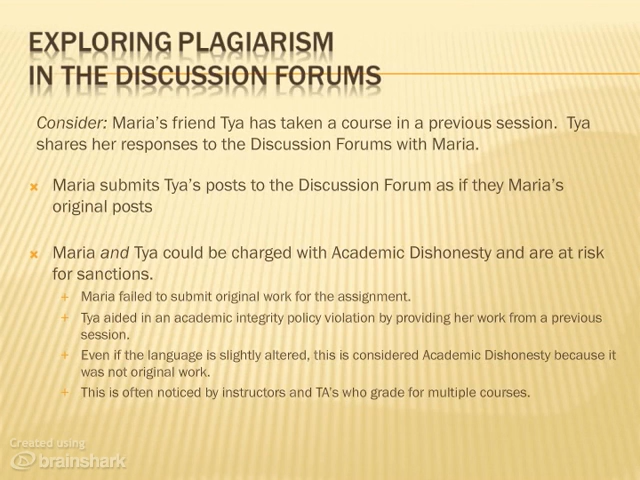 EXPLORING PLAGIARISM
IN THE DISCUSSION FORUMS
Consider: Maria's friend Tya has taken a course in a previous session.  Tya
shares her responses to the Discussion Forums with Maria.
Maria submits Tya's posts to the Discussion Forum as if they Maria's
original posts
Maria and Tya could be charged with Academic Dishonesty and are at risk
for sanctions.
Maria failed to submit original work for the assignment.
Tya aided in an academic integrity policy violation by providing her work from a previous
session.
Even if the language is slightly altered, this is considered Academic Dishonesty because it
was not original work.
This is often noticed by instructors and TA's who grade for multiple courses.
Created using
brainshark